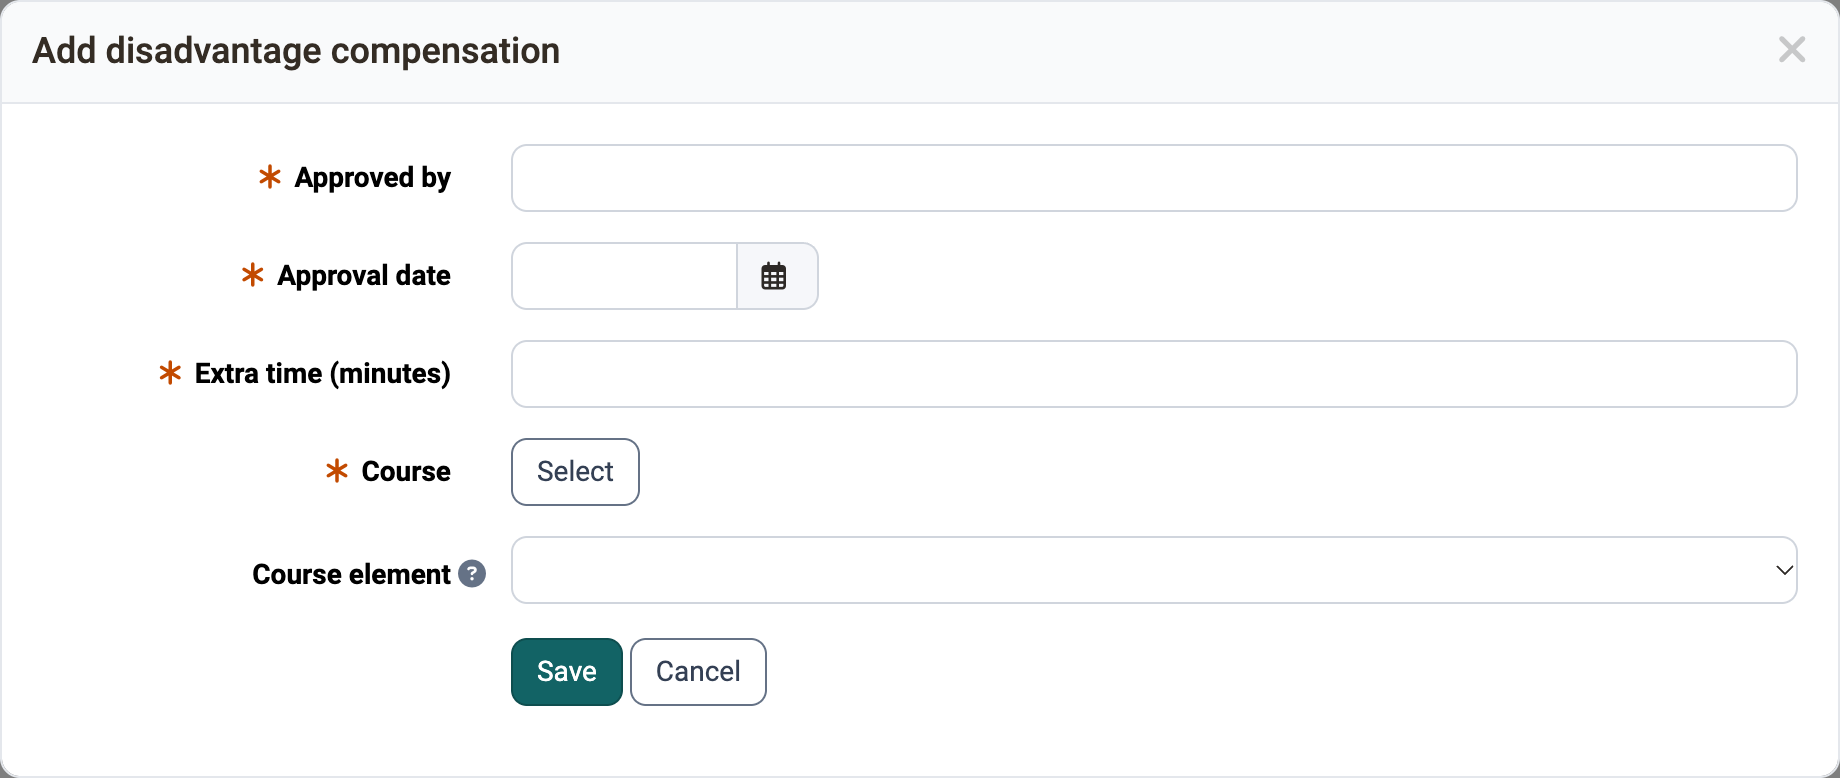 Add disadvantage compensation
Approved by
Approval date
Extra time (minutes)
Course
Select
Course element ?
Save Cancel